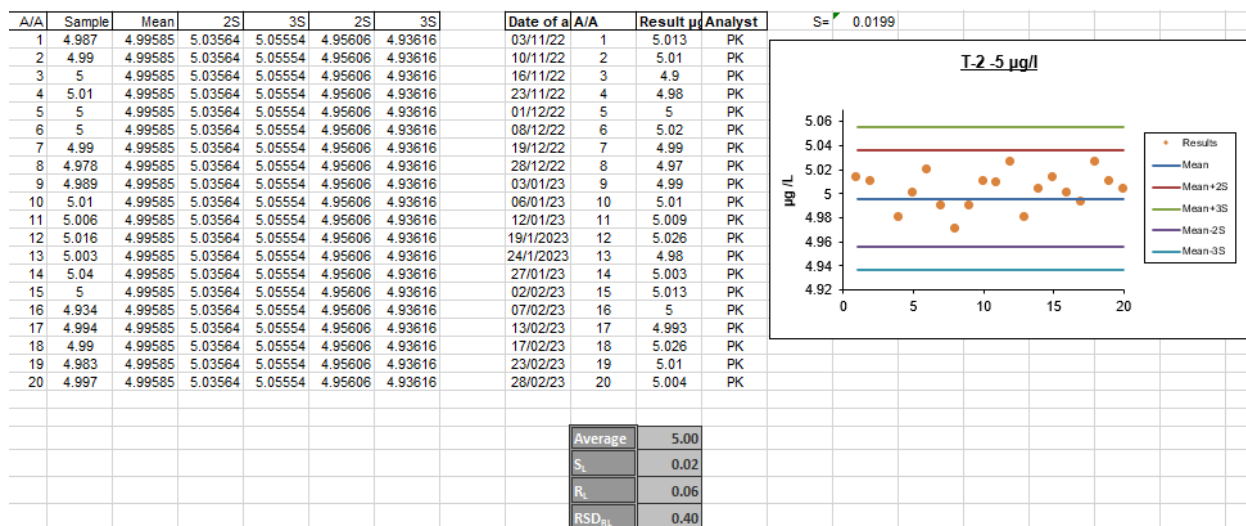 A/A Sample Mean 2S 3S 2S 3S Date of a A/A Result µg Analyst S= 0.0199
1 4.987 4.99585 5.03564 5.05554 4.95606 4.93616 03/11/22 1 5.013 PK
2 4.99 4.99585 5.03564 5.05554 4.95606 4.93616 10/11/22 2 5.01 PK
3 5 4.99585 5.03564 5.05554 4.95606 4.93616 16/11/22 3 4.9 PK
4 5.01 4.99585 5.03564 5.05554 4.95606 4.93616 23/11/22 4 4.98 PK
5 5 4.99585 5.03564 5.05554 4.95606 4.93616 01/12/22 5 5 PK
6 5 4.99585 5.03564 5.05554 4.95606 4.93616 08/12/22 6 5.02 PK
7 4.99 4.99585 5.03564 5.05554 4.95606 4.93616 19/12/22 7 4.99 PK
8 4.978 4.99585 5.03564 5.05554 4.95606 4.93616 28/12/22 8 4.97 PK
9 4.989 4.99585 5.03564 5.05554 4.95606 4.93616 03/01/23 9 4.99 PK
10 5.01 4.99585 5.03564 5.05554 4.95606 4.93616 06/01/23 10 5.01 PK
11 5.006 4.99585 5.03564 5.05554 4.95606 4.93616 12/01/23 11 5.009 PK
12 5.016 4.99585 5.03564 5.05554 4.95606 4.93616 19/1/2023 12 5.026 PK
13 5.003 4.99585 5.03564 5.05554 4.95606 4.93616 24/1/2023 13 4.98 PK
14 5.04 4.99585 5.03564 5.05554 4.95606 4.93616 27/01/23 14 5.003 PK
15 5 4.99585 5.03564 5.05554 4.95606 4.93616 02/02/23 15 5.013 PK
16 4.934 4.99585 5.03564 5.05554 4.95606 4.93616 07/02/23 16 5 PK
17 4.994 4.99585 5.03564 5.05554 4.95606 4.93616 13/02/23 17 4.993 PK
18 4.99 4.99585 5.03564 5.05554 4.95606 4.93616 17/02/23 18 5.026 PK
19 4.983 4.99585 5.03564 5.05554 4.95606 4.93616 23/02/23 19 5.01 PK
20 4.997 4.99585 5.03564 5.05554 4.95606 4.93616 28/02/23 20 5.004 PK
Average 5.00
SL 0.02
RL 0.06
RSDRL 0.40
T-2 -5 µg/l
µg /L
5.06
5.04
5.02
5
4.98
4.96
4.94
4.92
0 5 10 15 20
Results
Mean
Mean+2S
Mean+3S
Mean-2S
Mean-3S